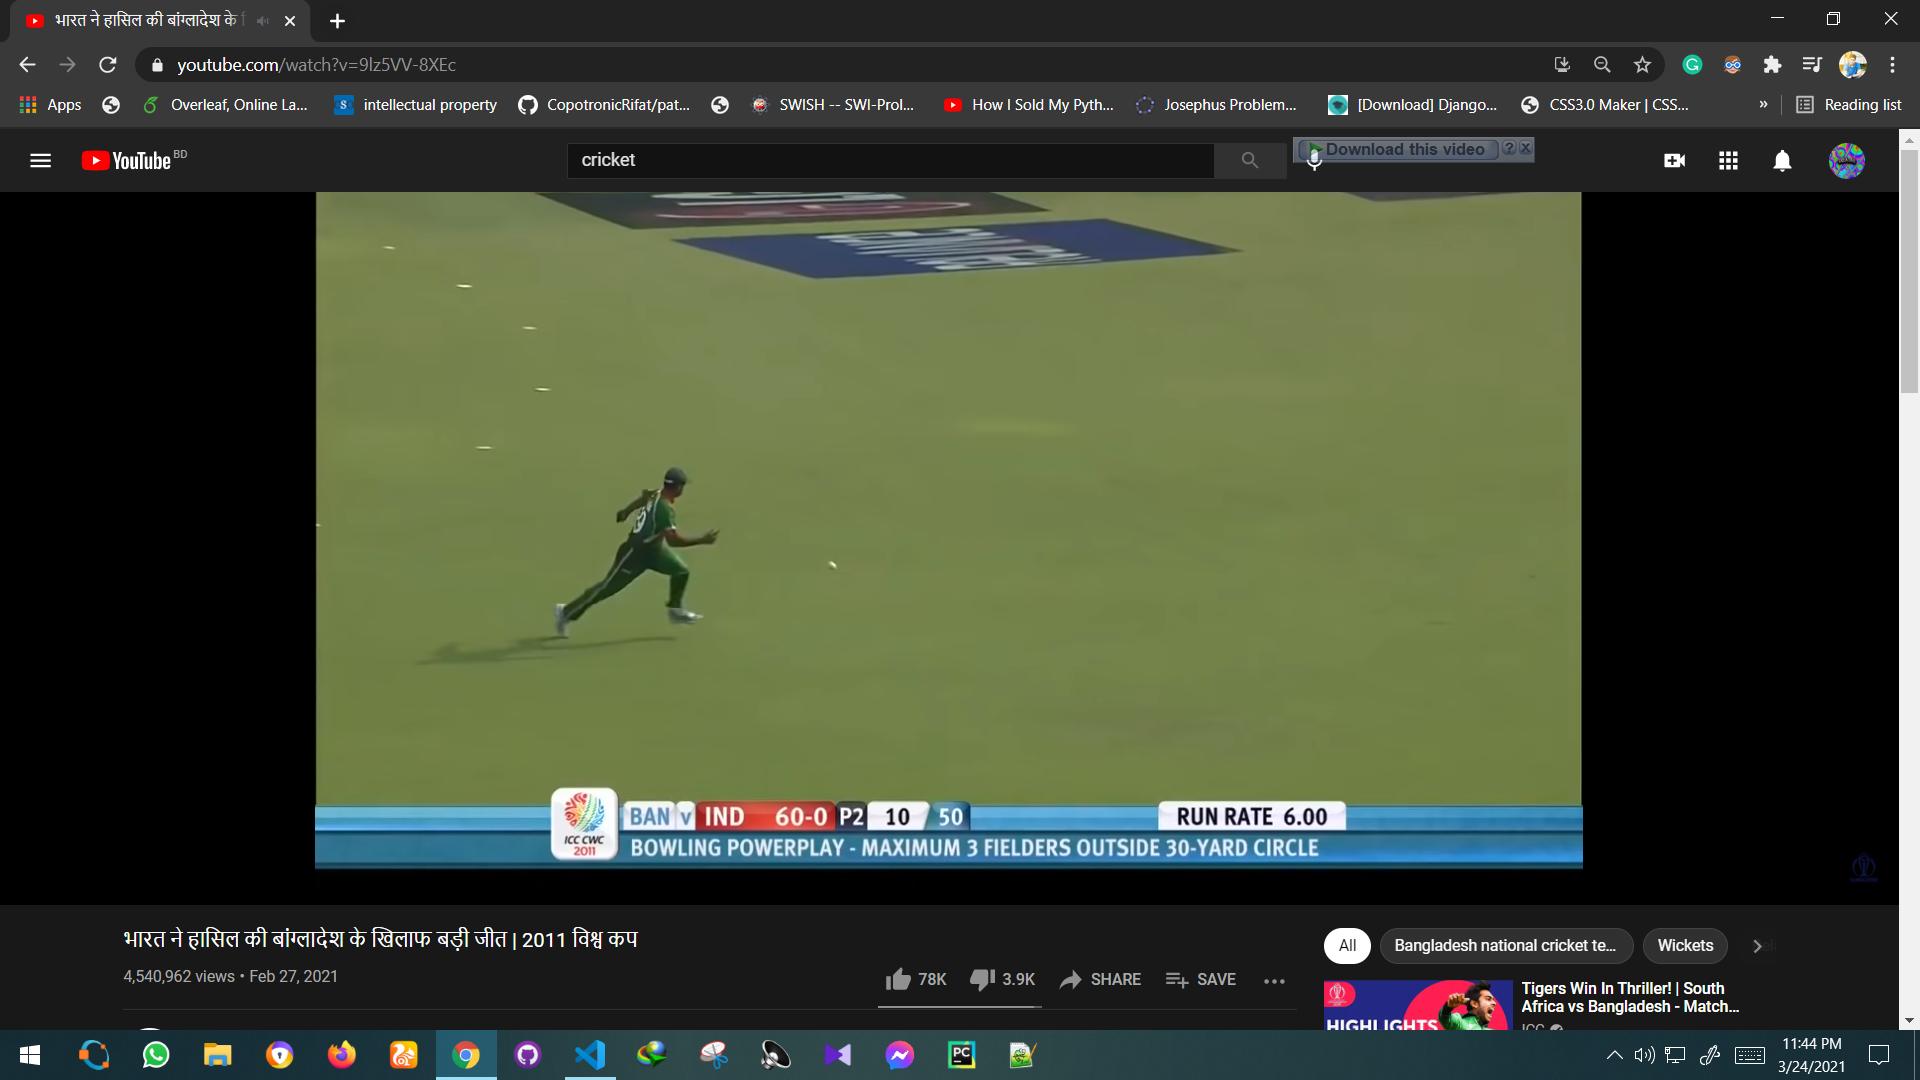 भारत ने हासिल की बांग्लादेश के
youtube.com/watch?v=9lz5VV-8XEc
Apps
Overleaf, Online La...
intellectual property
CopotronicRifat/pat...
SWISH -- SWI-Prol...
How I Sold My Pyth...
Josephus Problem...
[Download] Django...
CSS3.0 Maker | CSS...
»
Reading list
YouTube BD
cricket
Download this video ?
ICC CWC
2011
BAN v IND 60-0 P2 10 50
RUN RATE 6.00
BOWLING POWERPLAY - MAXIMUM 3 FIELDERS OUTSIDE 30-YARD CIRCLE
भारत ने हासिल की बांग्लादेश के खिलाफ बड़ी जीत | 2011 विश्व कप
4,540,962 views • Feb 27, 2021
78K
3.9K
SHARE
SAVE
All
Bangladesh national cricket te...
Wickets
HIGHLIGHTS
Tigers Win In Thriller! | South
Africa vs Bangladesh - Match...
ICC
PC
11:44 PM
3/24/2021